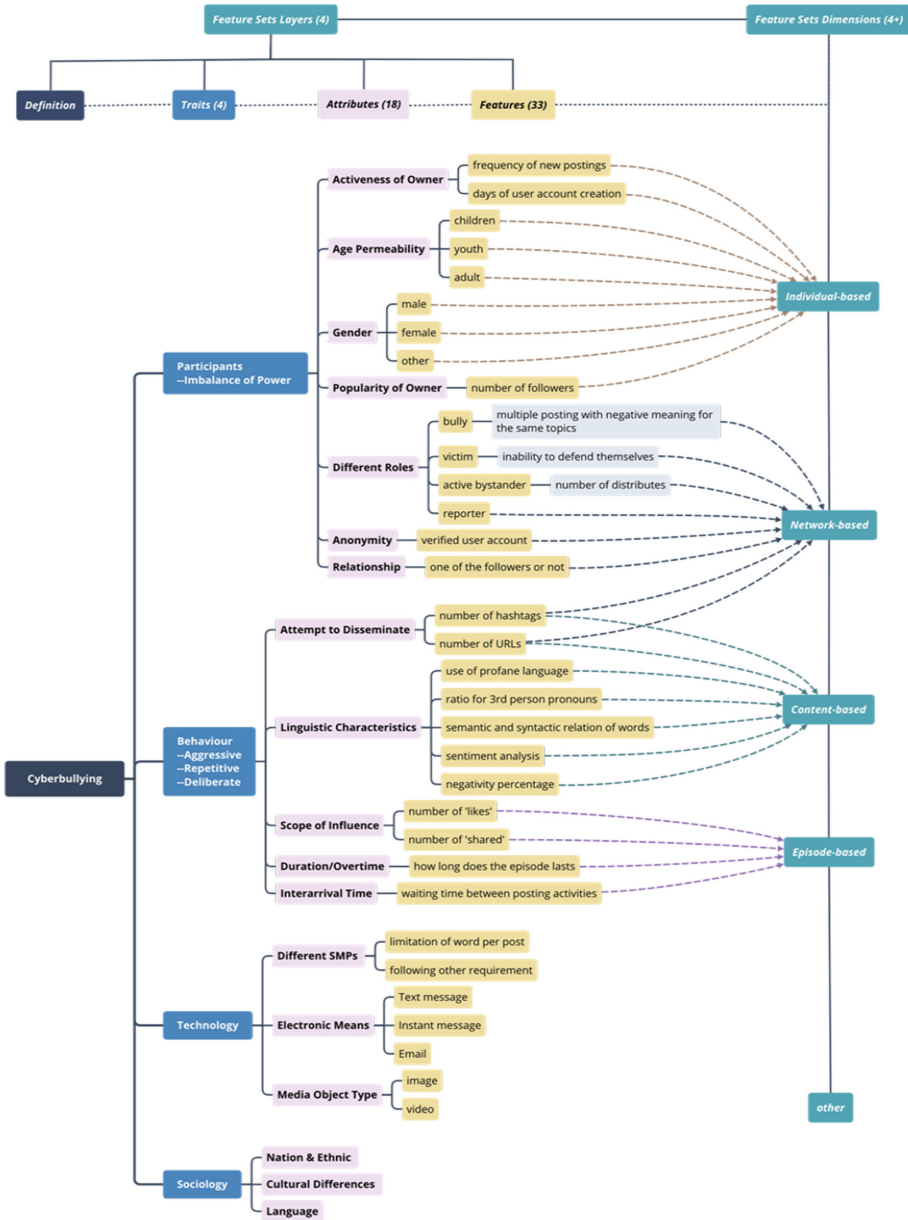 Feature Sets Layers (4)
Feature Sets Dimensions (4+)
Definition
Traits (4)
Attributes (18)
Features (33)
Cyberbullying
Participants
--Imbalance of Power
Activeness of Owner
frequency of new postings
days of user account creation
Age Permeability
children
youth
adult
Gender
male
female
other
Popularity of Owner
number of followers
Different Roles
bully
multiple posting with negative meaning for
the same topics
victim
inability to defend themselves
active bystander
number of distributes
reporter
Anonymity
verified user account
Relationship
one of the followers or not
Behaviour
--Aggressive
--Repetitive
--Deliberate
Attempt to Disseminate
number of hashtags
number of URLs
Linguistic Characteristics
use of profane language
ratio for 3rd person pronouns
semantic and syntactic relation of words
sentiment analysis
negativity percentage
Scope of Influence
number of 'likes'
number of 'shared'
Duration/Overtime
how long does the episode lasts
Interarrival Time
waiting time between posting activities
Technology
Different SMPs
limitation of word per post
following other requirement
Electronic Means
Text message
Instant message
Email
Media Object Type
image
video
Sociology
Nation & Ethnic
Cultural Differences
Language
Individual-based
Network-based
Content-based
Episode-based
other